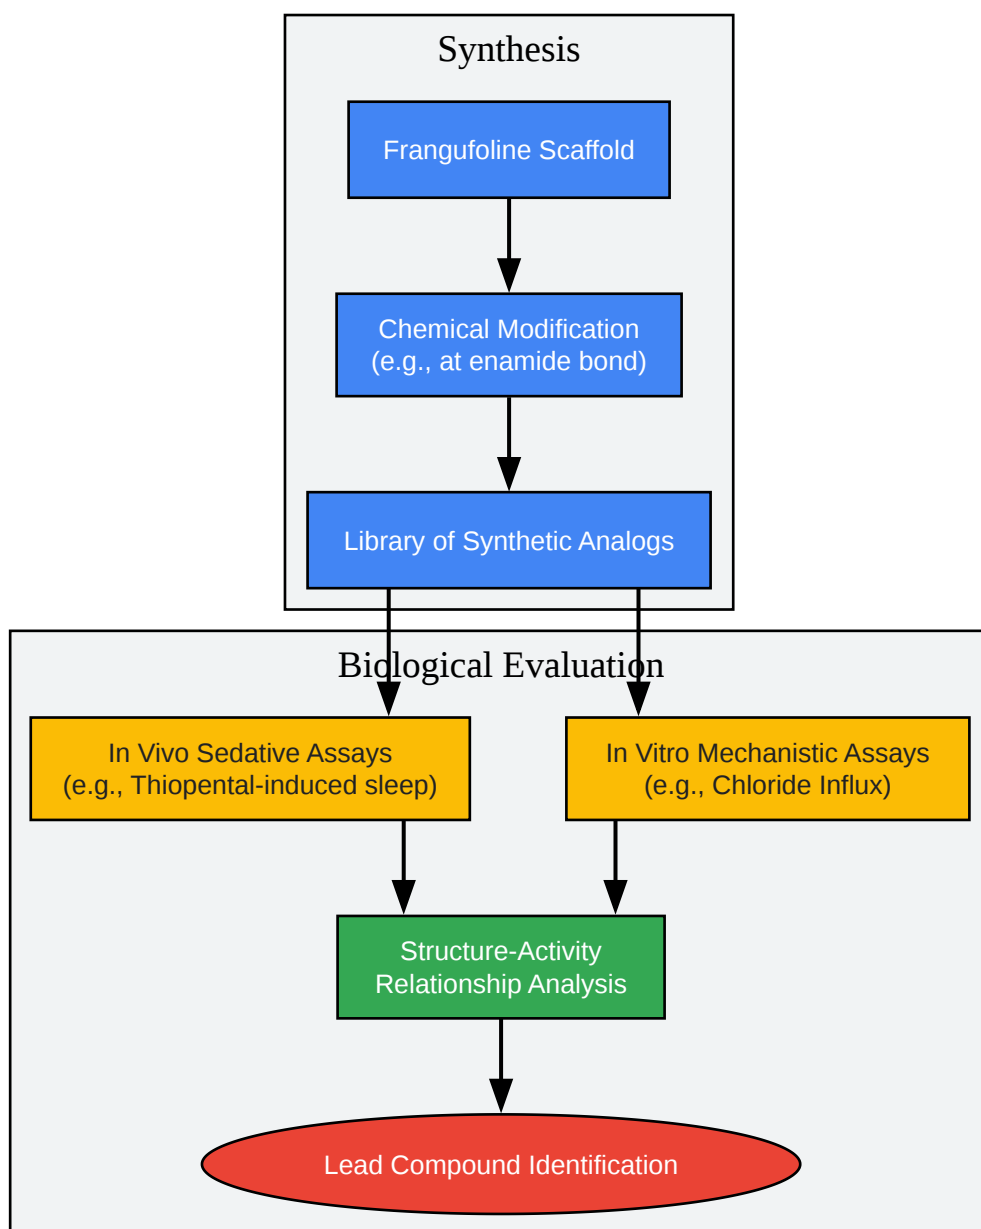 Synthesis
Frangufoline Scaffold
Chemical Modification
(e.g., at enamide bond)
Library of Synthetic Analogs
Biological Evaluation
In Vivo Sedative Assays
(e.g., Thiopental-induced sleep)
In Vitro Mechanistic Assays
(e.g., Chloride Influx)
Structure-Activity
Relationship Analysis
Lead Compound Identification